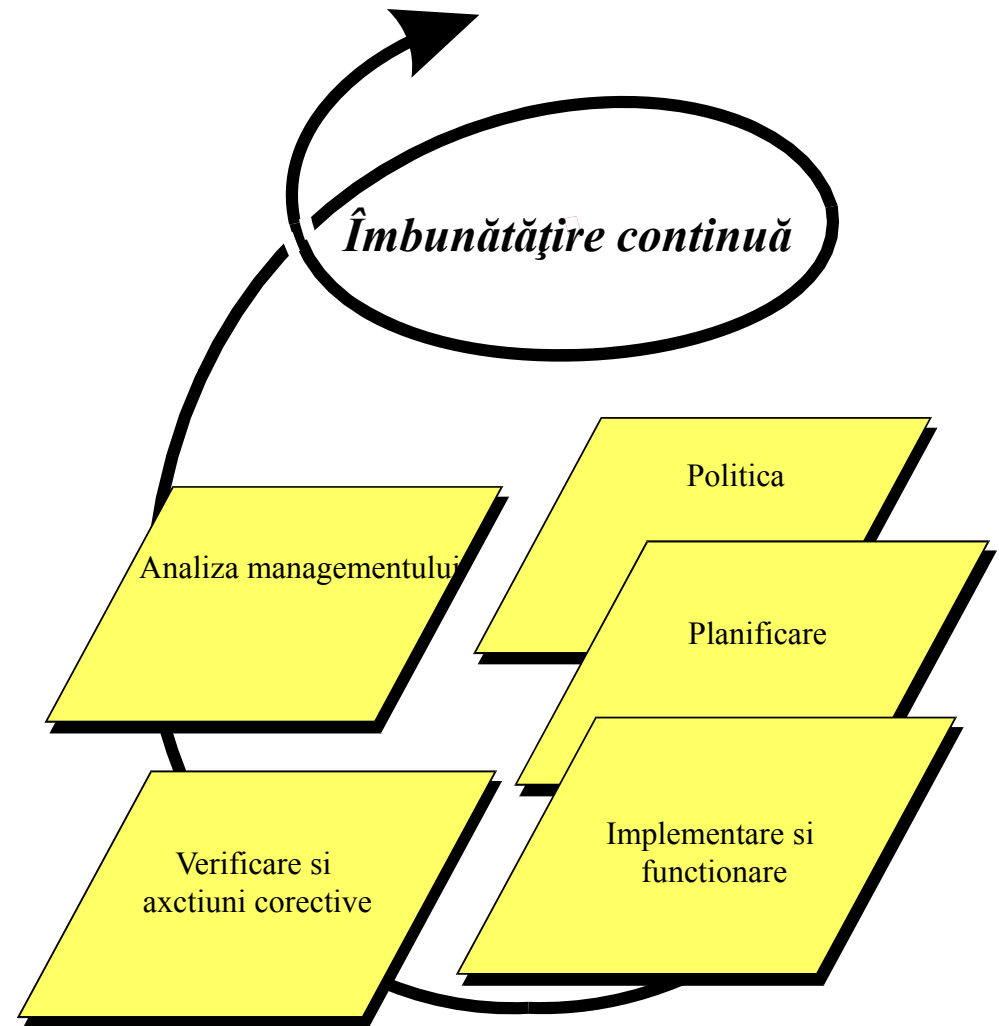 Îmbunătăţire continuă
Politica
Analiza managementului
Planificare
Implementare si
functionare
Verificare si
axctiuni corective